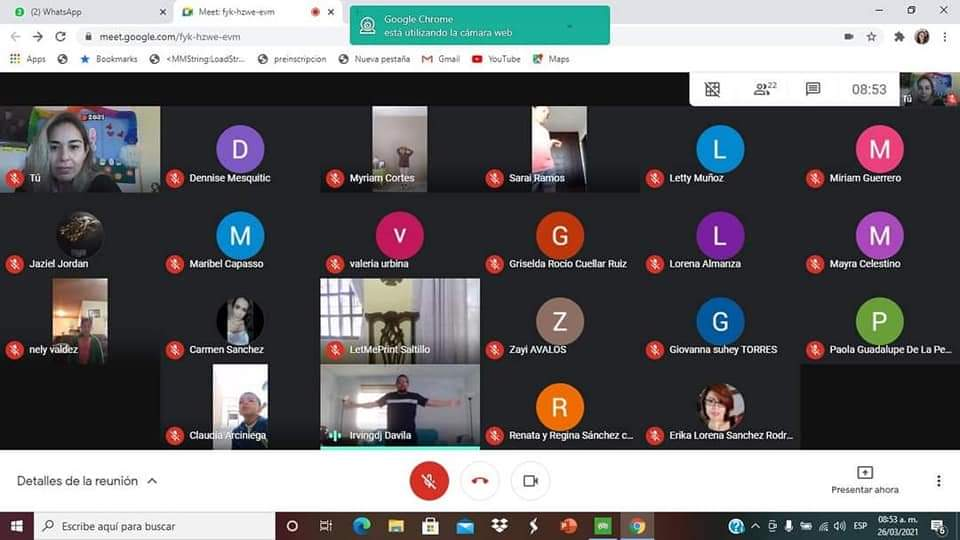 (2) WhatsApp
Meet: fyk-hzwe-evm
Google Chrome
está utilizando la cámara web
meet.google.com/fyk-hzwe-evm
Apps
Bookmarks
<MMString:LoadStr...
preinscripcion
Nueva pestaña
Gmail
YouTube
Maps
22
08:53
Tú
2021
Tú
D
Dennise Mesquitic
Myriam Cortes
Sarai Ramos
L
Letty Muñoz
M
Miriam Guerrero
Jaziel Jordan
M
Maribel Capasso
v
valeria urbina
G
Griselda Rocio Cuellar Ruiz
L
Lorena Almanza
M
Mayra Celestino
nely valdez
Carmen Sanchez
LetMePrint Saltillo
Z
Zayi AVALOS
G
Giovanna suhey TORRES
P
Paola Guadalupe De La Pe...
Claudia Arciniega
Irvingdj Davila
R
Renata y Regina Sánchez c...
Erika Lorena Sanchez Rodr...
Detalles de la reunión
Presentar ahora
Escribe aquí para buscar
ESP
08:53 a. m.
26/03/2021
6